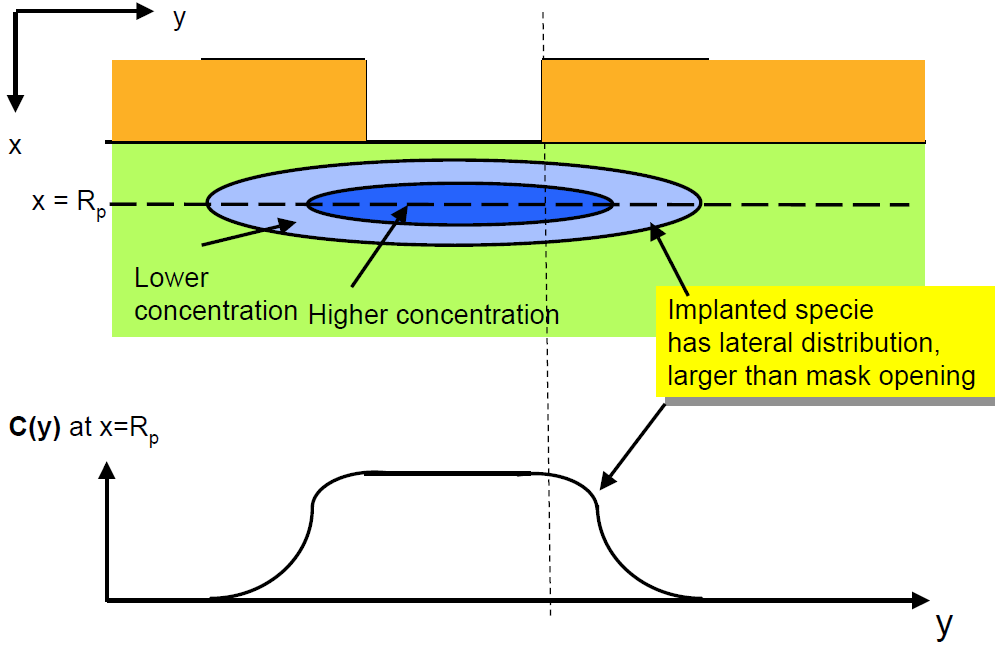 y
x
x = Rp
Lower
concentration
Higher concentration
Implanted specie
has lateral distribution,
larger than mask opening
C(y) at x=Rp
y